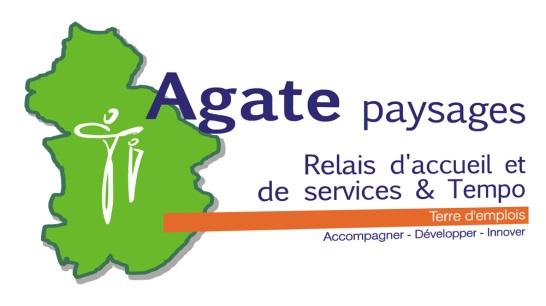 Agate paysages
Relais d'accueil et
de services & Tempo
Terre d'emplois
Accompagner - Développer - Innover